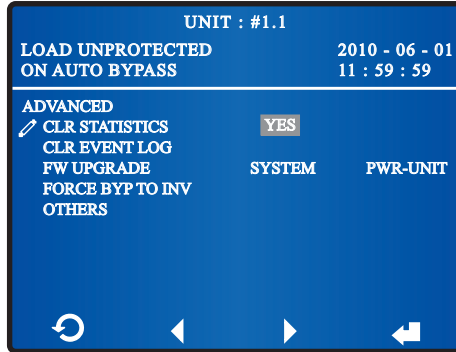 UNIT : #1.1
LOAD UNPROTECTED 2010 - 06 - 01
ON AUTO BYPASS 11 : 59 : 59
ADVANCED
CLR STATISTICS YES
CLR EVENT LOG
FW UPGRADE SYSTEM PWR-UNIT
FORCE BYP TO INV
OTHERS